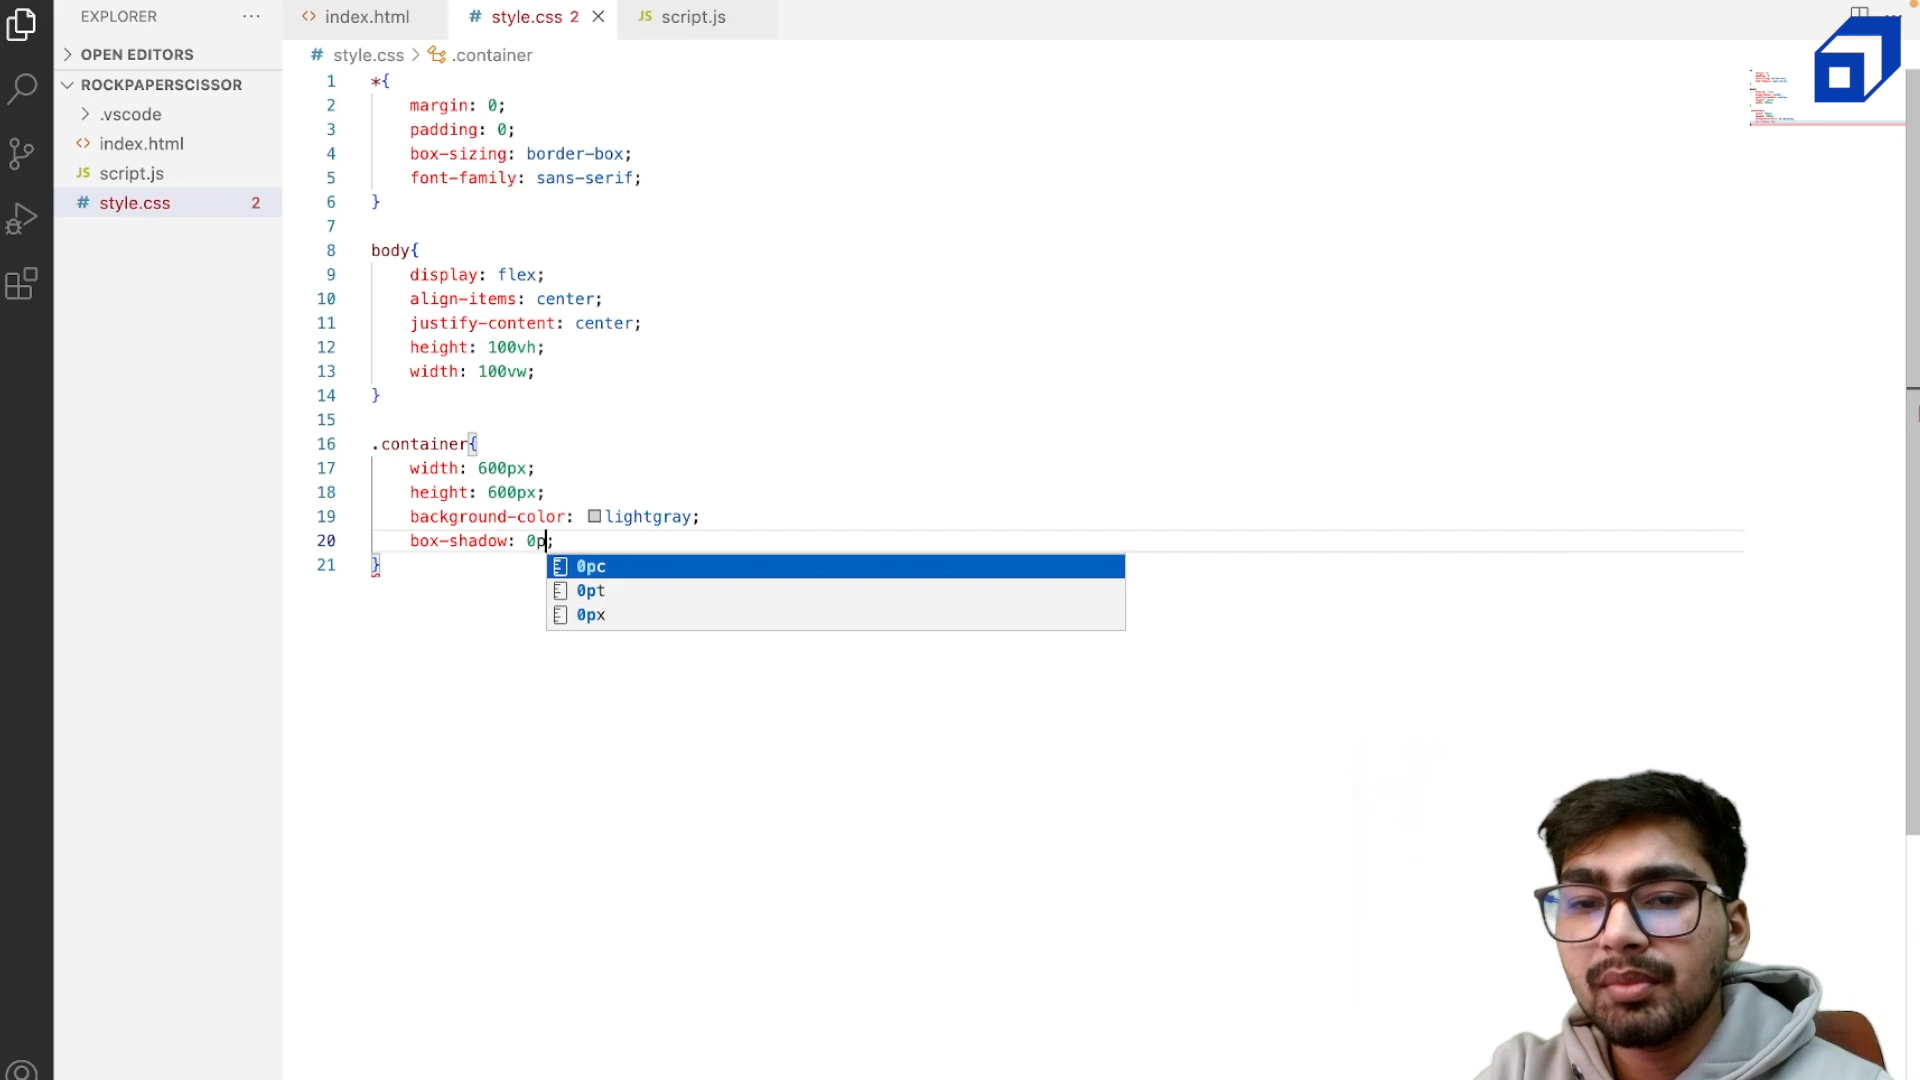 EXPLORER
OPEN EDITORS
ROCKPAPERSCISSOR
.vscode
<> index.html
JS script.js
# style.css 2
<> index.html
# style.css 2
JS script.js
# style.css > .container
1 *{
2 margin: 0;
3 padding: 0;
4 box-sizing: border-box;
5 font-family: sans-serif;
6 }
7
8 body{
9 display: flex;
10 align-items: center;
11 justify-content: center;
12 height: 100vh;
13 width: 100vw;
14 }
15
16 .container{
17 width: 600px;
18 height: 600px;
19 background-color: lightgray;
20 box-shadow: 0p;
21 }
0pc
0pt
0px